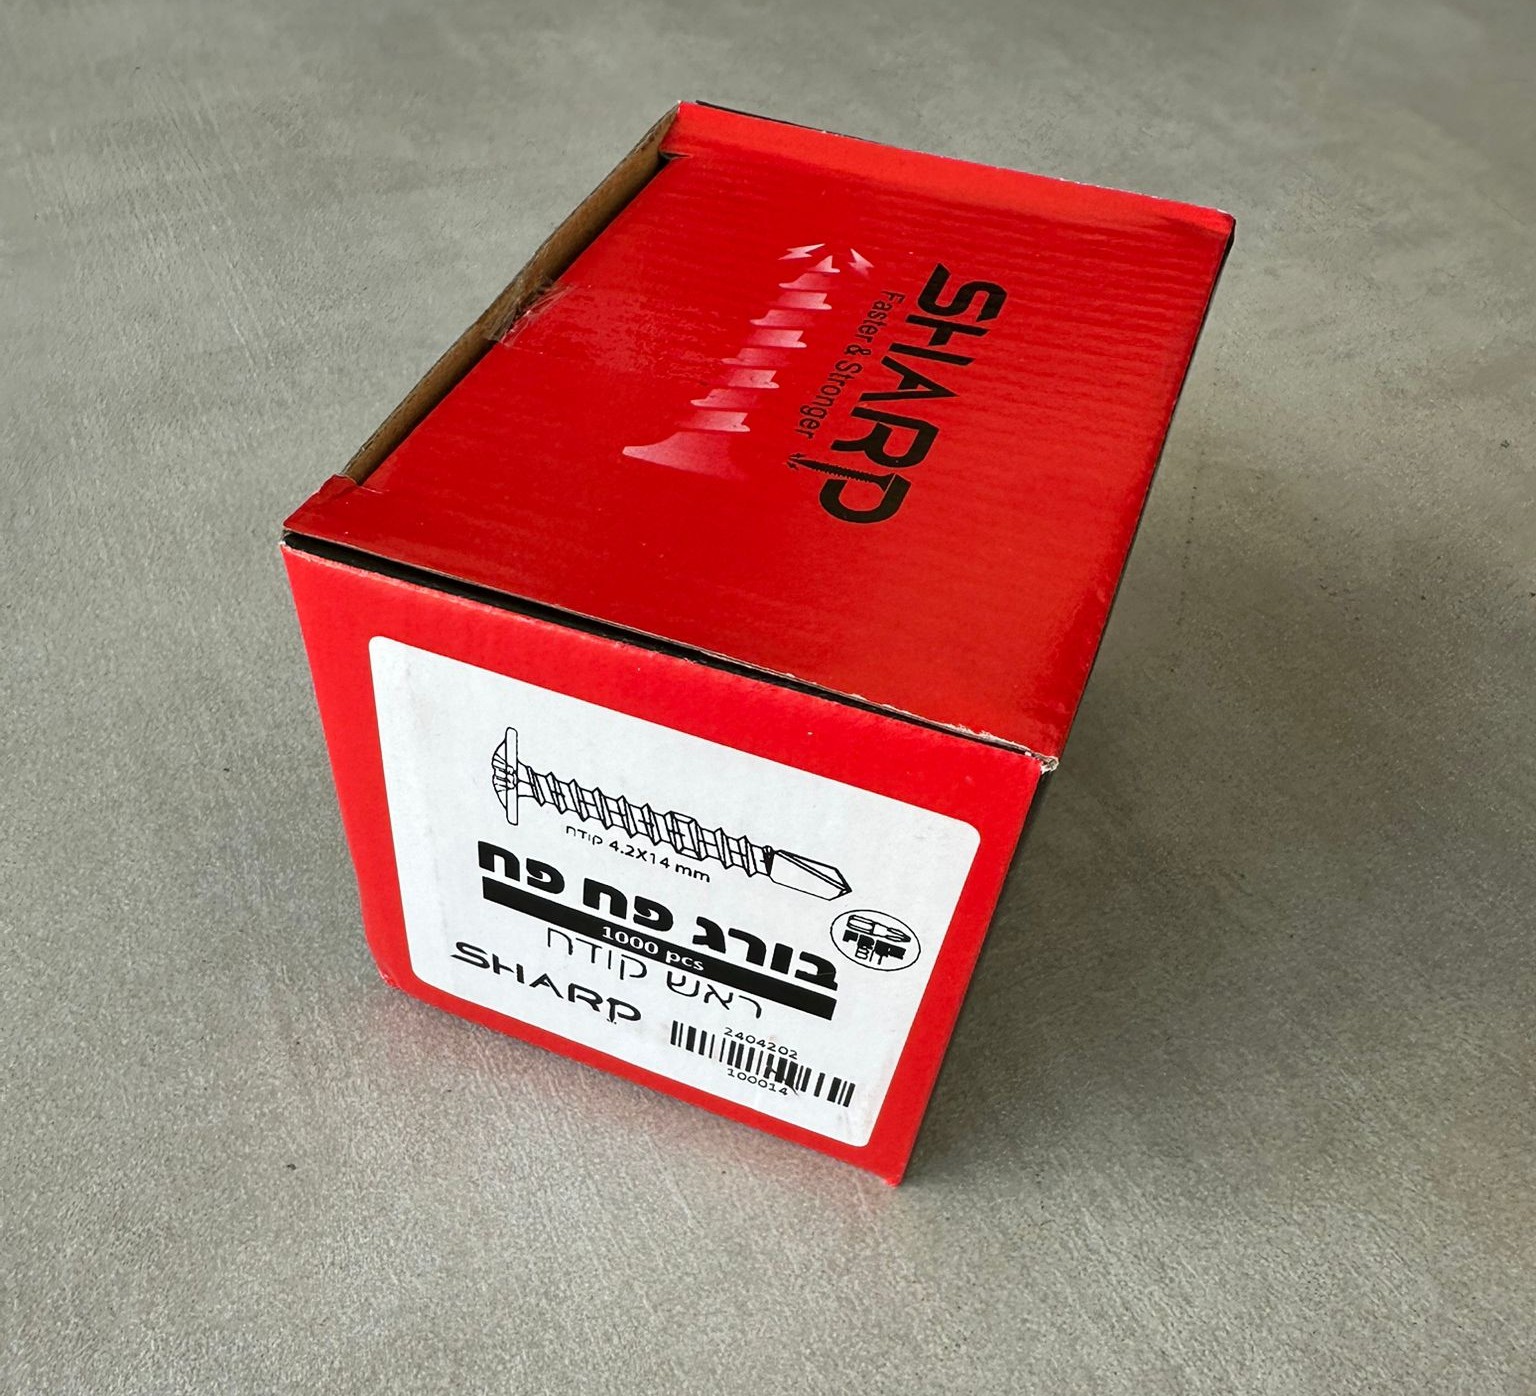 SHARP
Faster & Stronger
קודח 4.2X14 mm
בורג פח פח
1000 pcs
ראש קודח
SHARP
FREE
BIT
2404202
100014